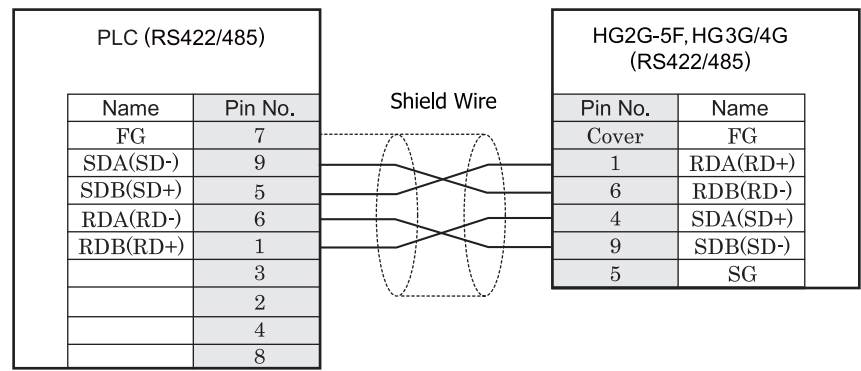 PLC (RS422/485)
Name Pin No.
FG 7
SDA(SD-) 9
SDB(SD+) 5
RDA(RD-) 6
RDB(RD+) 1
3
2
4
8
Shield Wire
HG2G-5F, HG3G/4G
(RS422/485)
Pin No. Name
Cover FG
1 RDA(RD+)
6 RDB(RD-)
4 SDA(SD+)
9 SDB(SD-)
5 SG